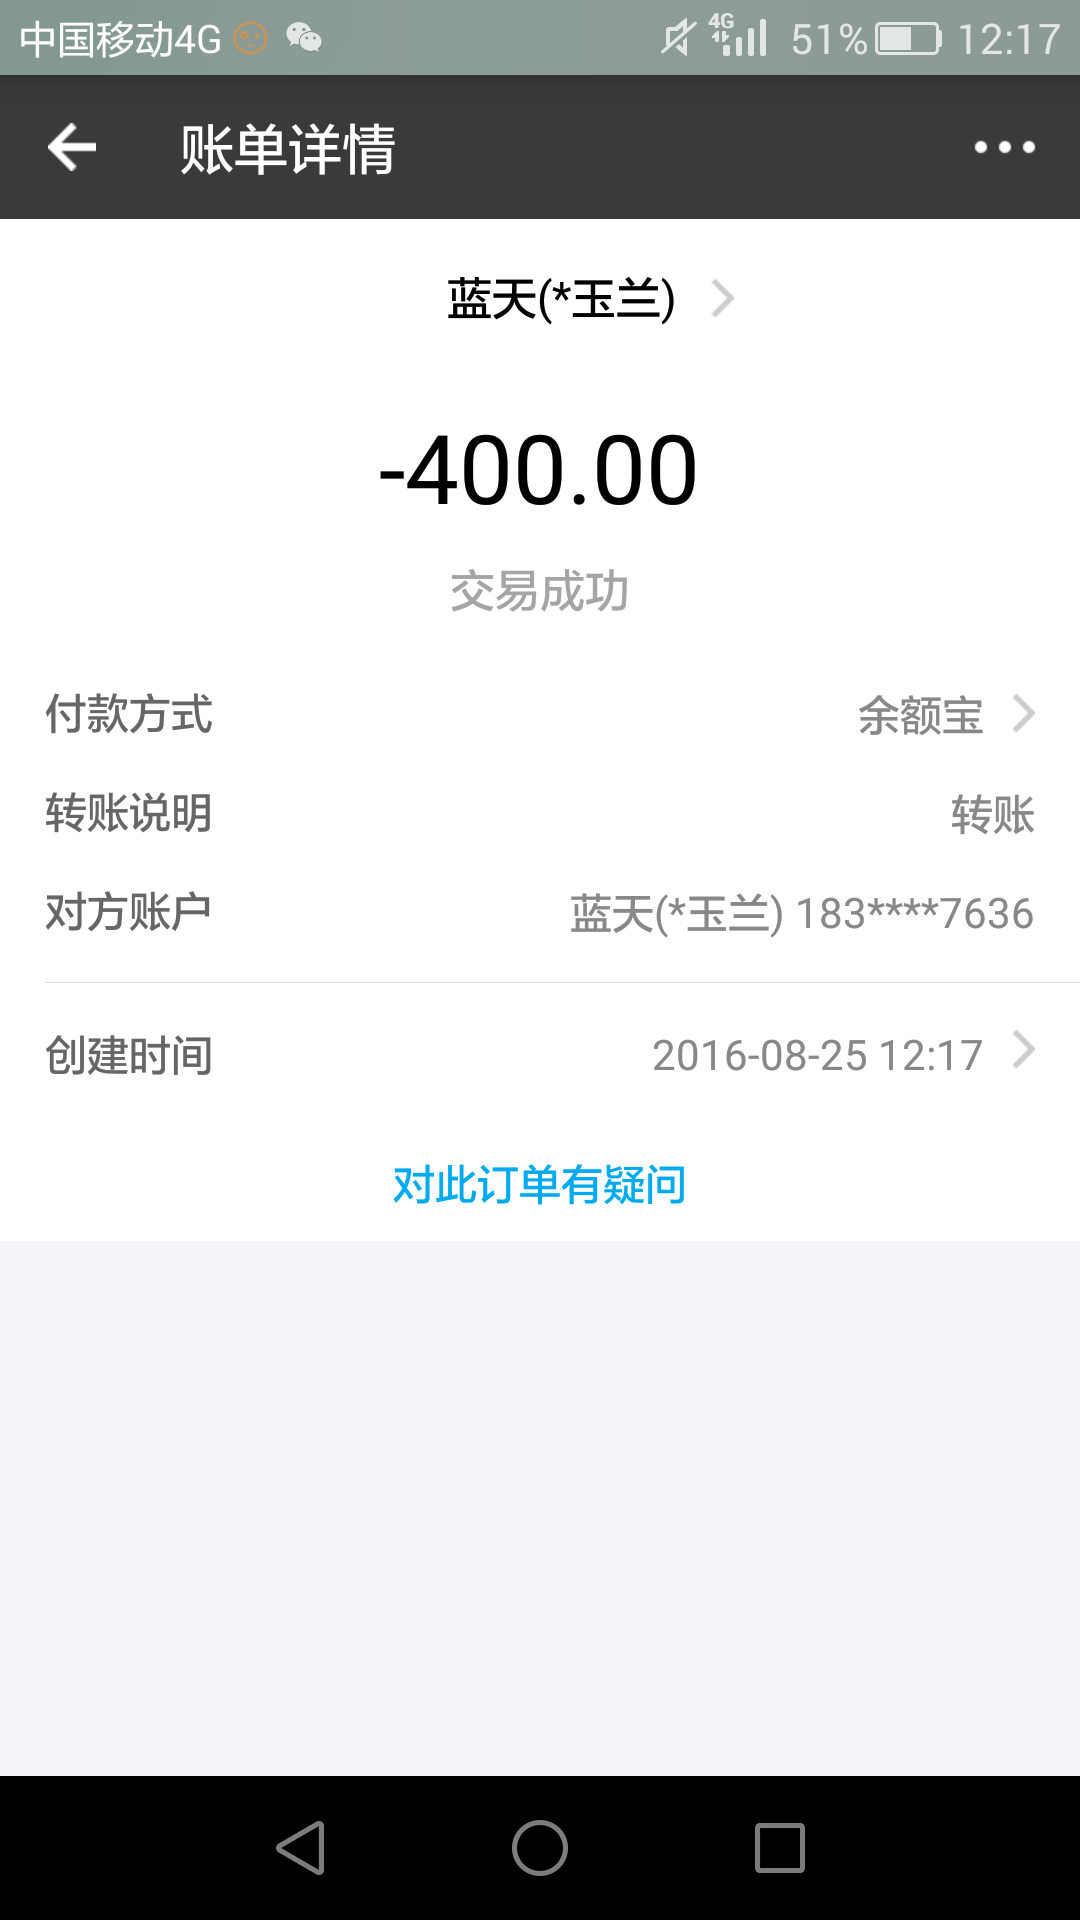 中国移动4G 4G 51% 12:17
账单详情
蓝天(*玉兰)
-400.00
交易成功
付款方式 余额宝
转账说明 转账
对方账户 蓝天(*玉兰) 183****7636
创建时间 2016-08-25 12:17
对此订单有疑问